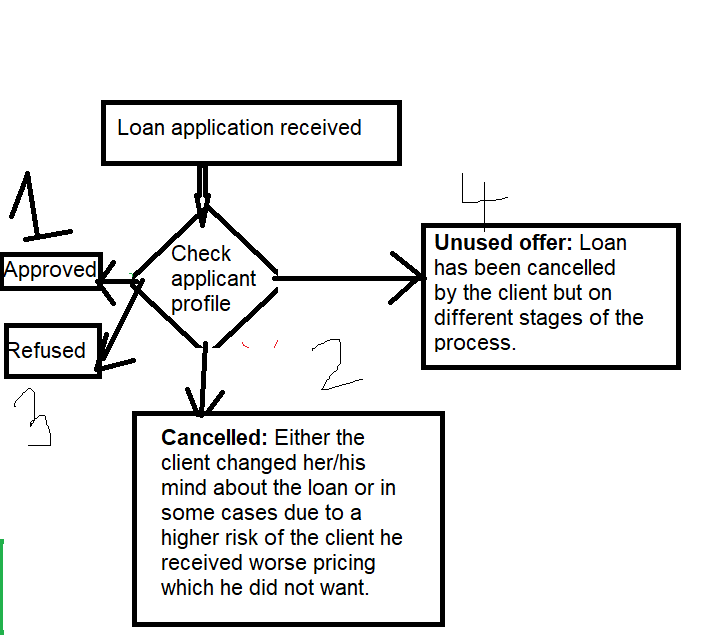 Loan application received
1
4
Check
applicant
profile
Approved
Unused offer: Loan
has been cancelled
by the client but on
different stages of the
process.
Refused
2
3
Cancelled: Either the
client changed her/his
mind about the loan or in
some cases due to a
higher risk of the client he
received worse pricing
which he did not want.